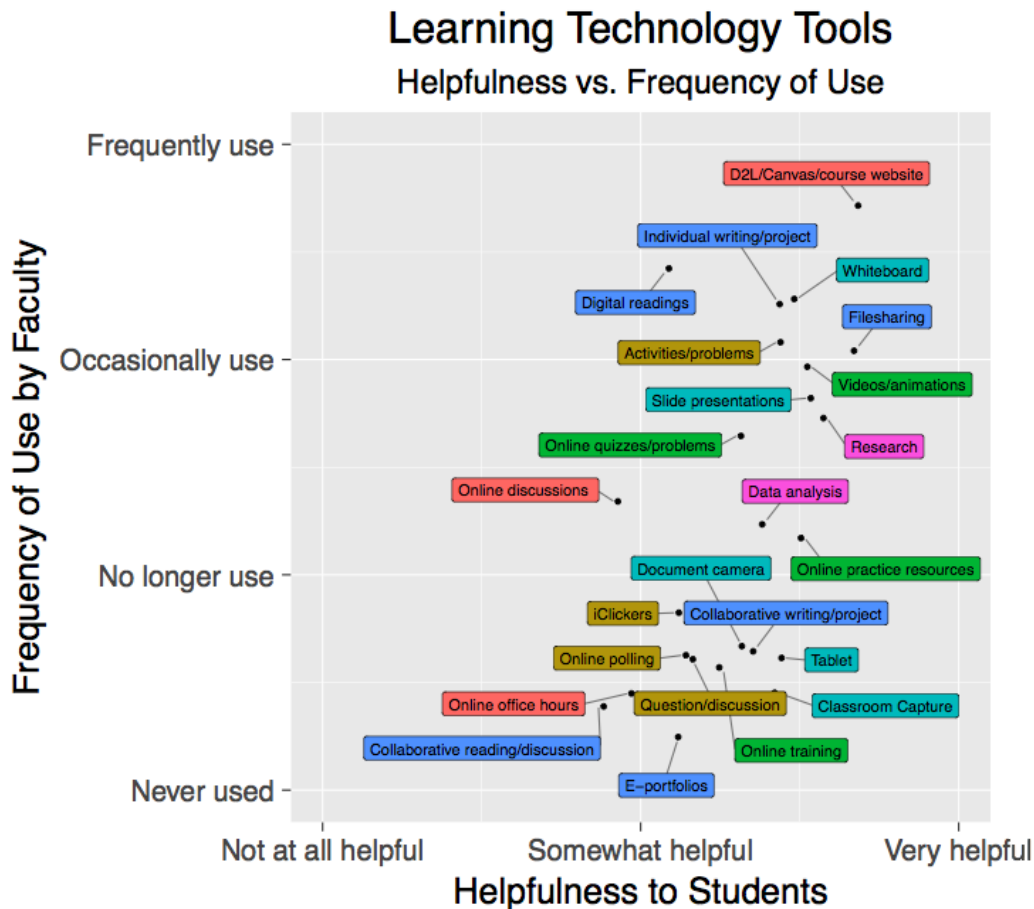 Learning Technology Tools
Helpfulness vs. Frequency of Use
Frequency of Use by Faculty
Frequently use
Occasionally use
No longer use
Never used
D2L/Canvas/course website
Individual writing/project
Whiteboard
Digital readings
Filesharing
Activities/problems
Videos/animations
Slide presentations
Online quizzes/problems
Research
Online discussions
Data analysis
Document camera
Online practice resources
iClickers
Collaborative writing/project
Online polling
Tablet
Online office hours
Question/discussion
Classroom Capture
Collaborative reading/discussion
Online training
E-portfolios
Not at all helpful
Somewhat helpful
Very helpful
Helpfulness to Students